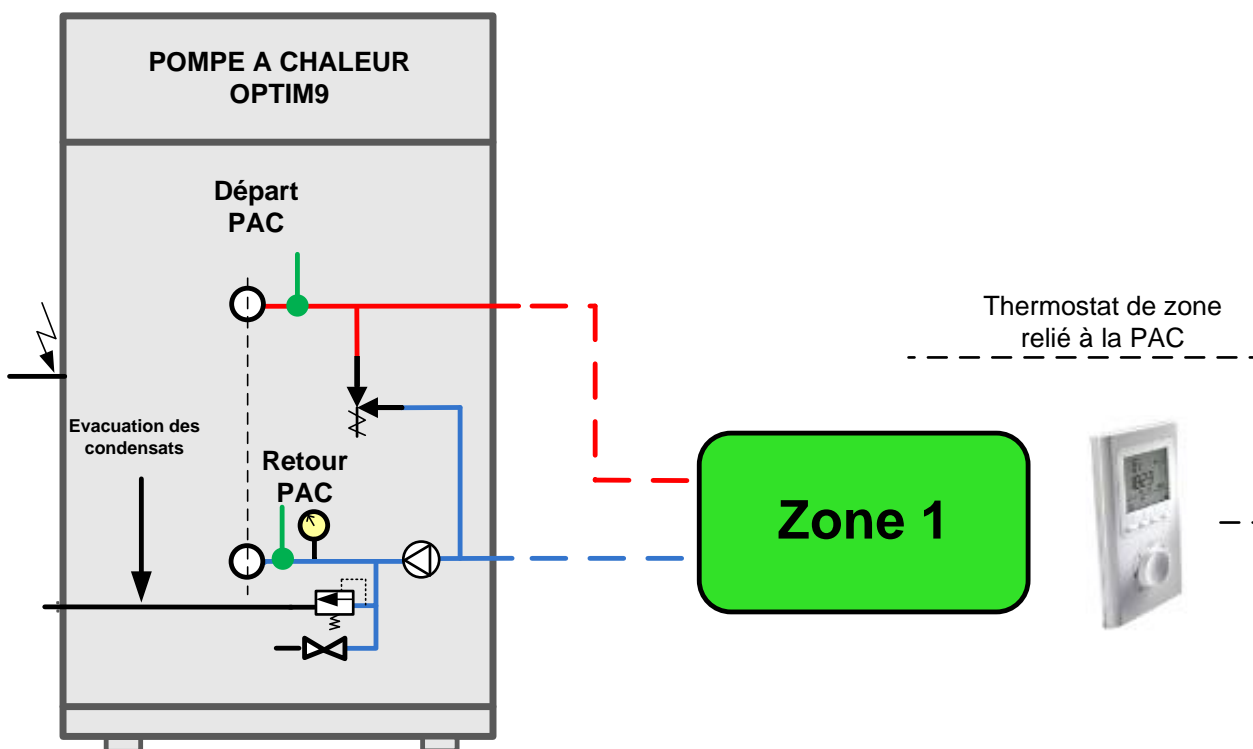 POMPE A CHALEUR
OPTIM9
Départ
PAC
Thermostat de zone
relié à la PAC
Evacuation des
condensats
Retour
PAC
Zone 1